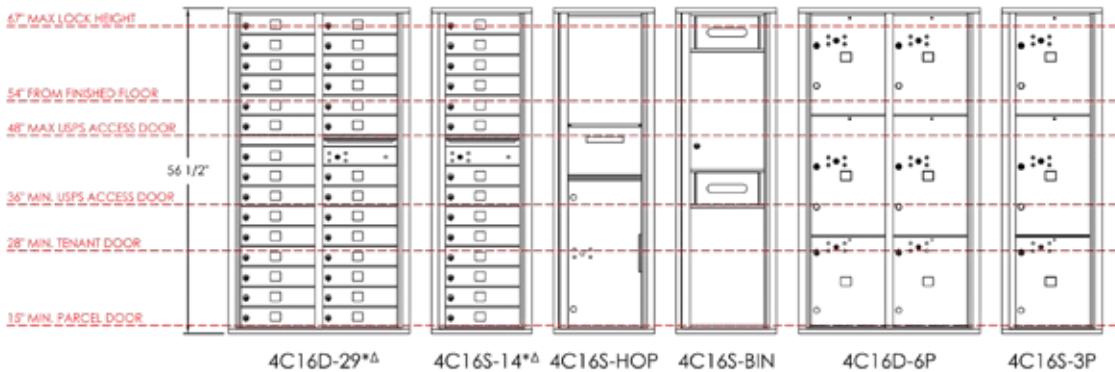 67" MAX LOCK HEIGHT
54" FROM FINISHED FLOOR
48" MAX USPS ACCESS DOOR
56 1/2"
36" MIN. USPS ACCESS DOOR
28" MIN. TENANT DOOR
15" MIN. PARCEL DOOR
4C16D-29*Δ 4C16S-14*Δ 4C16S-HOP 4C16S-BIN 4C16D-6P 4C16S-3P